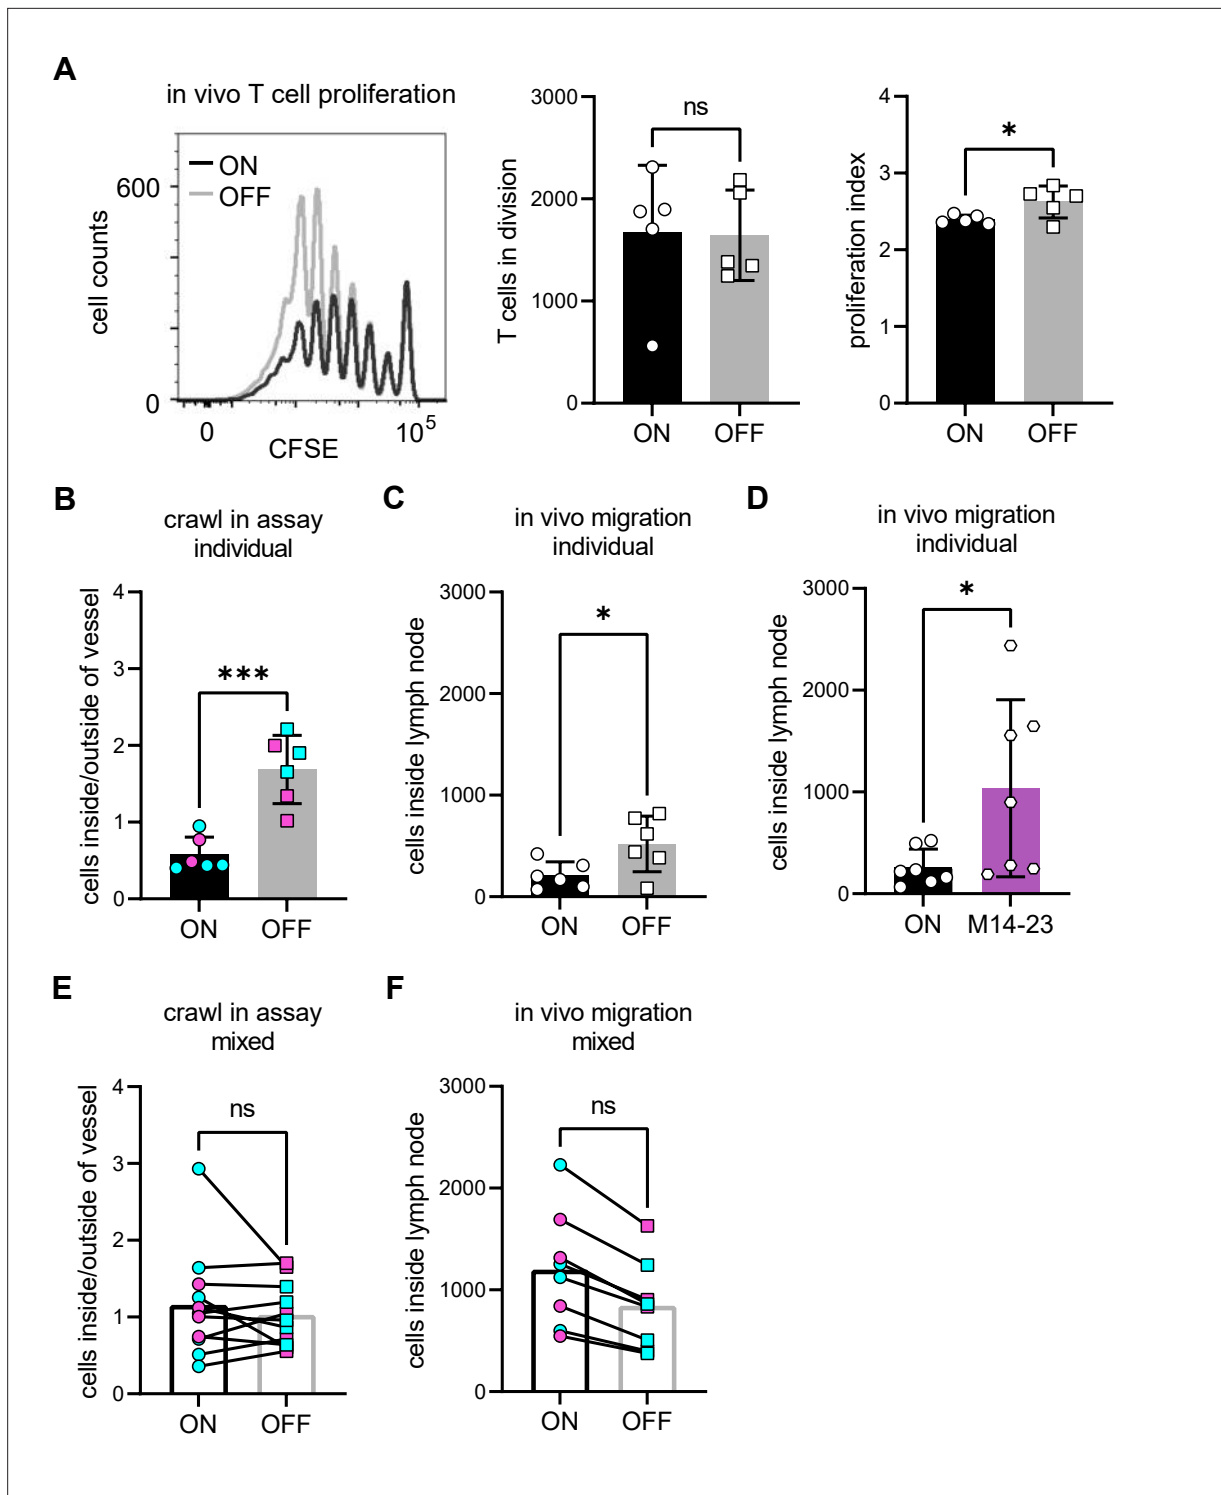 A
in vivo T cell proliferation
ON
OFF
600
0
cell counts
0
10^5
CFSE
3000
2000
1000
0
T cells in division
ns
ON
OFF
4
3
2
1
0
proliferation index
*
ON
OFF
B
crawl in assay
individual
4
3
2
1
0
cells inside/outside of vessel
***
ON
OFF
C
in vivo migration
individual
3000
2000
1000
0
cells inside lymph node
*
ON
OFF
D
in vivo migration
individual
3000
2000
1000
0
cells inside lymph node
*
ON
M14-23
E
crawl in assay
mixed
4
3
2
1
0
cells inside/outside of vessel
ns
ON
OFF
F
in vivo migration
mixed
3000
2000
1000
0
cells inside lymph node
ns
ON
OFF